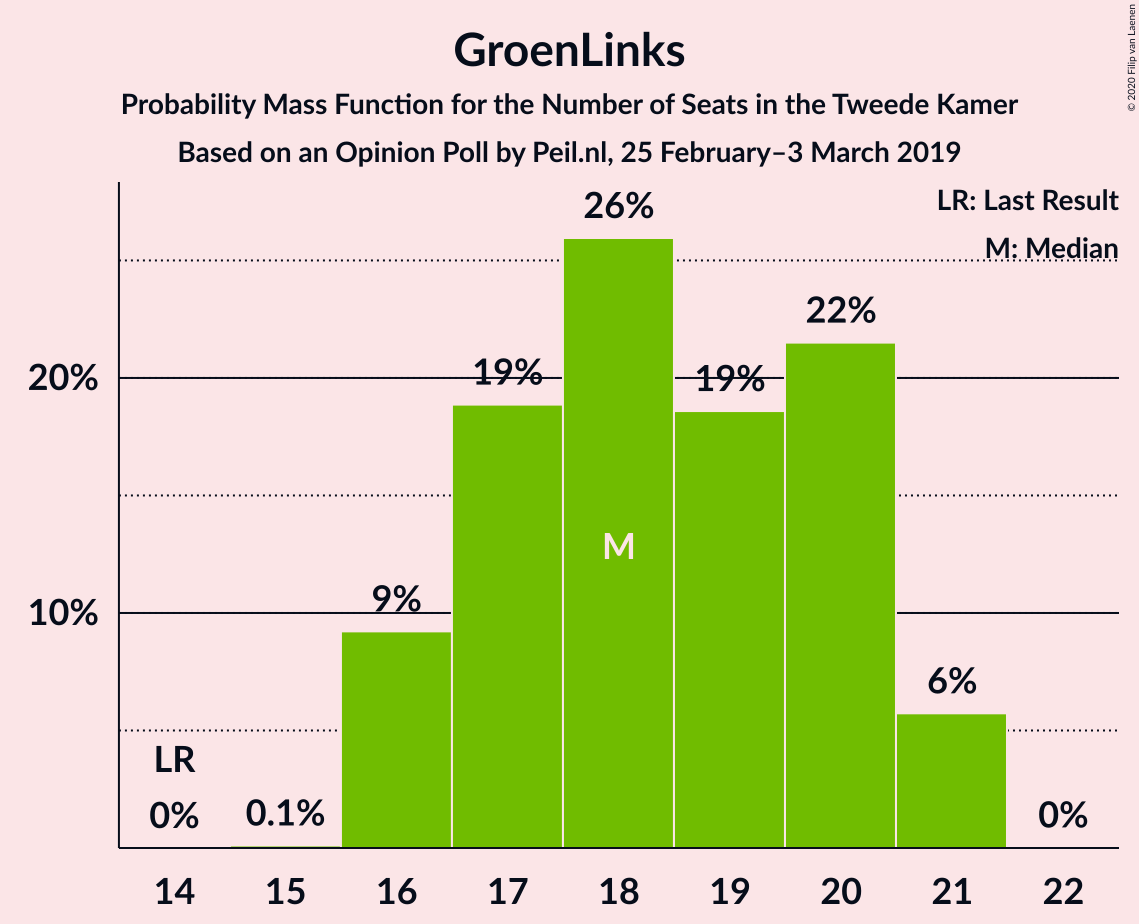 GroenLinks
Probability Mass Function for the Number of Seats in the Tweede Kamer
Based on an Opinion Poll by Peil.nl, 25 February–3 March 2019
© 2020 Filip van Laenen
LR: Last Result
M: Median
26%
22%
19%
19%
20%
M
9%
10%
6%
LR
0%
0.1%
0%
14 15 16 17 18 19 20 21 22